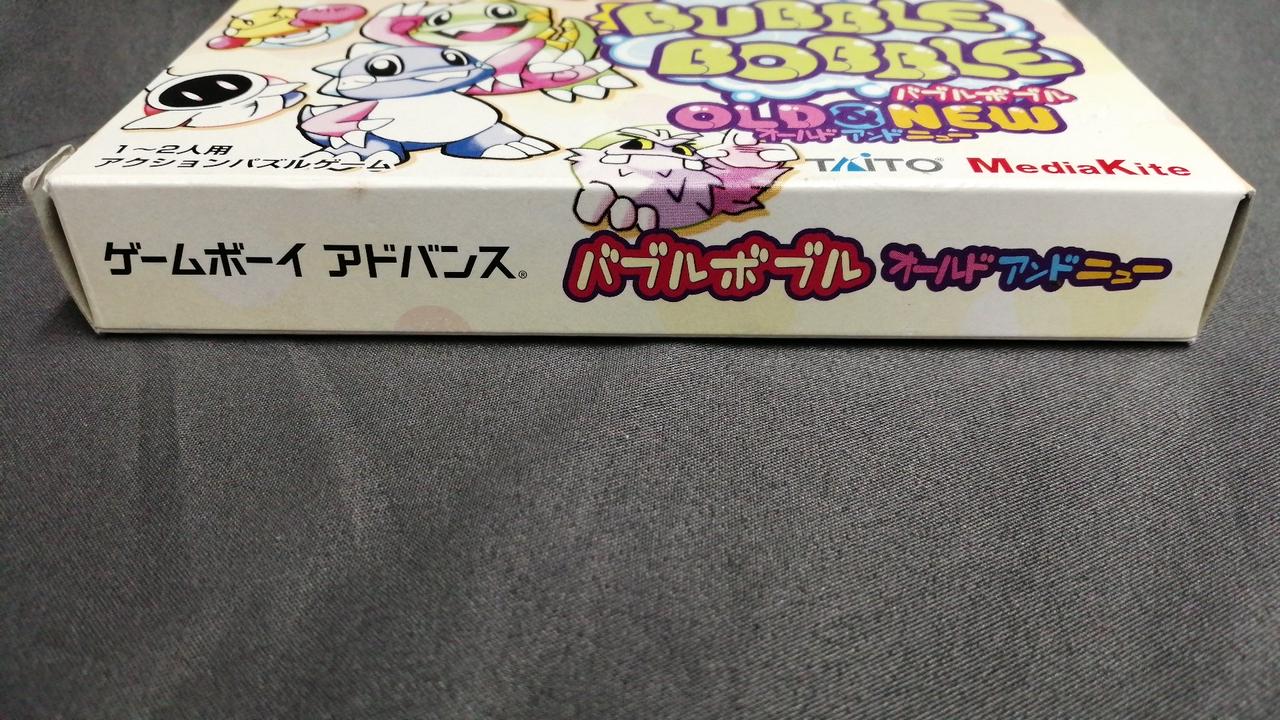 BUBBLE
BOBBLE
バブルボブル
OLD & NEW
オールド アンド ニュー
1~2人用
アクションパズルゲーム
TAITO® MediaKite
ゲームボーイ アドバンス® バブルボブル オールド アンド ニュー